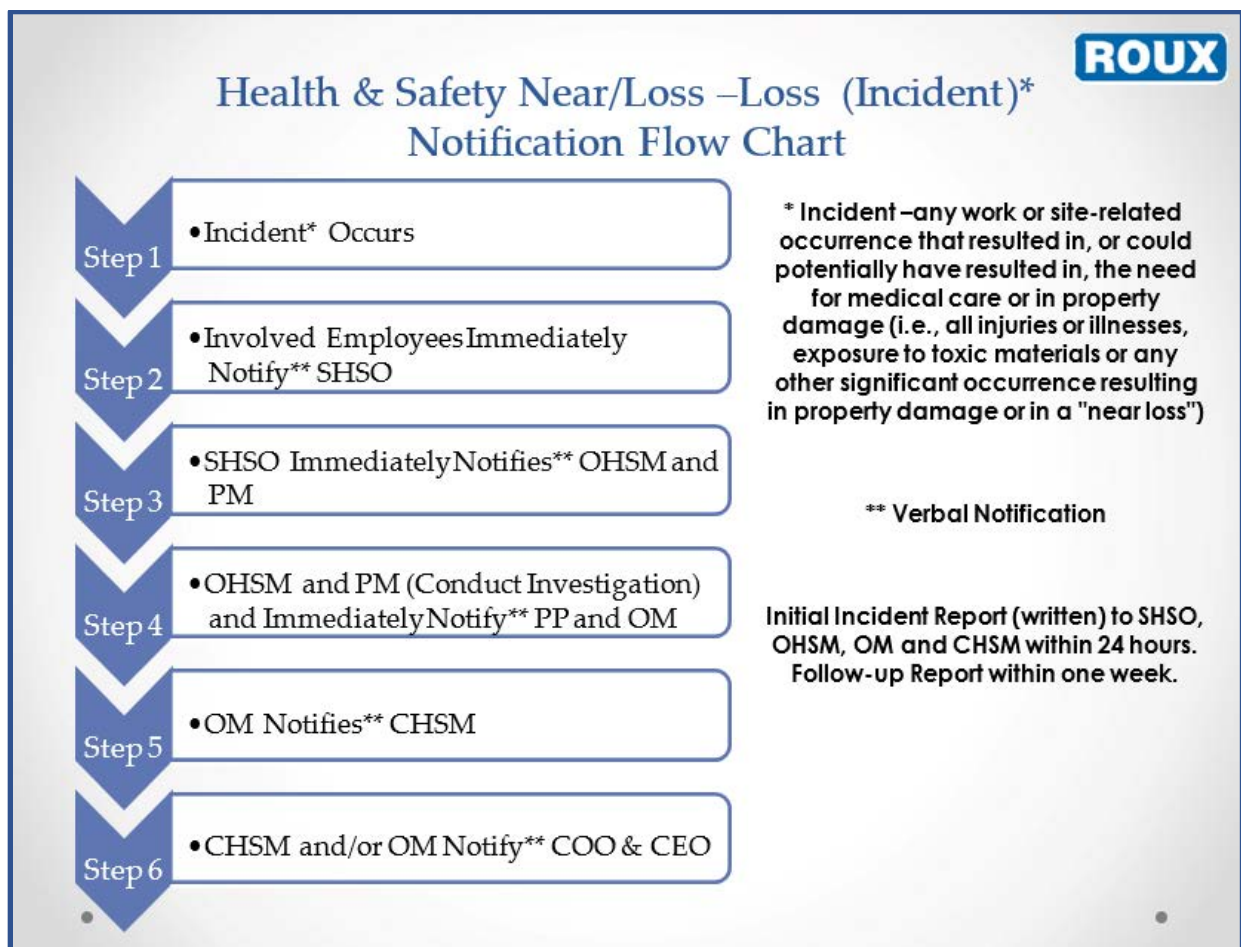 ROUX
Health & Safety Near/Loss –Loss (Incident)*
Notification Flow Chart
Step 1
•Incident* Occurs
Step 2
•Involved Employees Immediately
Notify** SHSO
Step 3
•SHSO Immediately Notifies** OHSM and
PM
Step 4
•OHSM and PM (Conduct Investigation)
and Immediately Notify** PP and OM
Step 5
•OM Notifies** CHSM
Step 6
•CHSM and/or OM Notify** COO & CEO
* Incident –any work or site-related
occurrence that resulted in, or could
potentially have resulted in, the need
for medical care or in property
damage (i.e., all injuries or illnesses,
exposure to toxic materials or any
other significant occurrence resulting
in property damage or in a "near loss")
** Verbal Notification
Initial Incident Report (written) to SHSO,
OHSM, OM and CHSM within 24 hours.
Follow-up Report within one week.